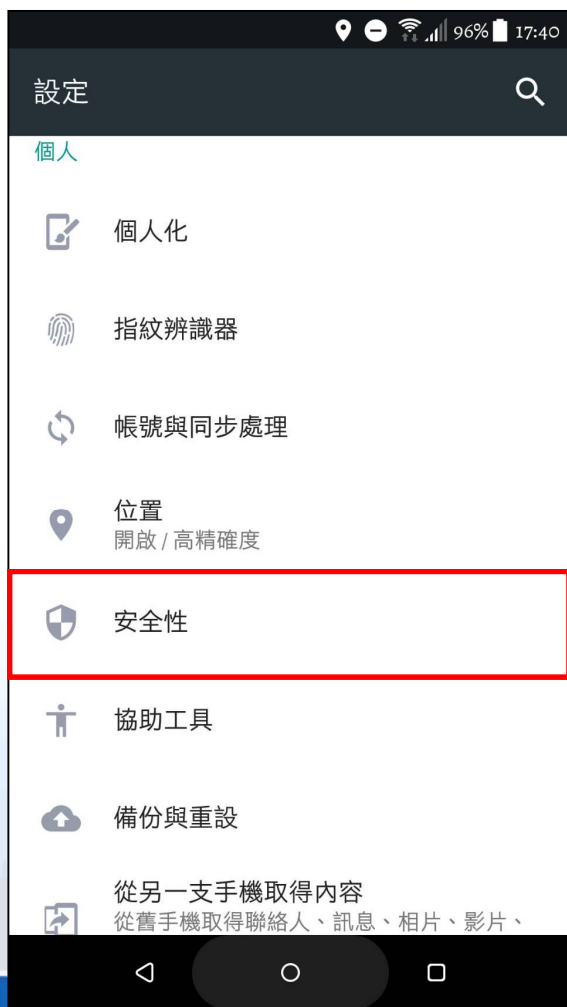 96% 17:40
設定
個人
個人化
指紋辨識器
帳號與同步處理
位置
開啟 / 高精確度
安全性
協助工具
備份與重設
從另一支手機取得內容
從舊手機取得聯絡人、訊息、相片、影片、